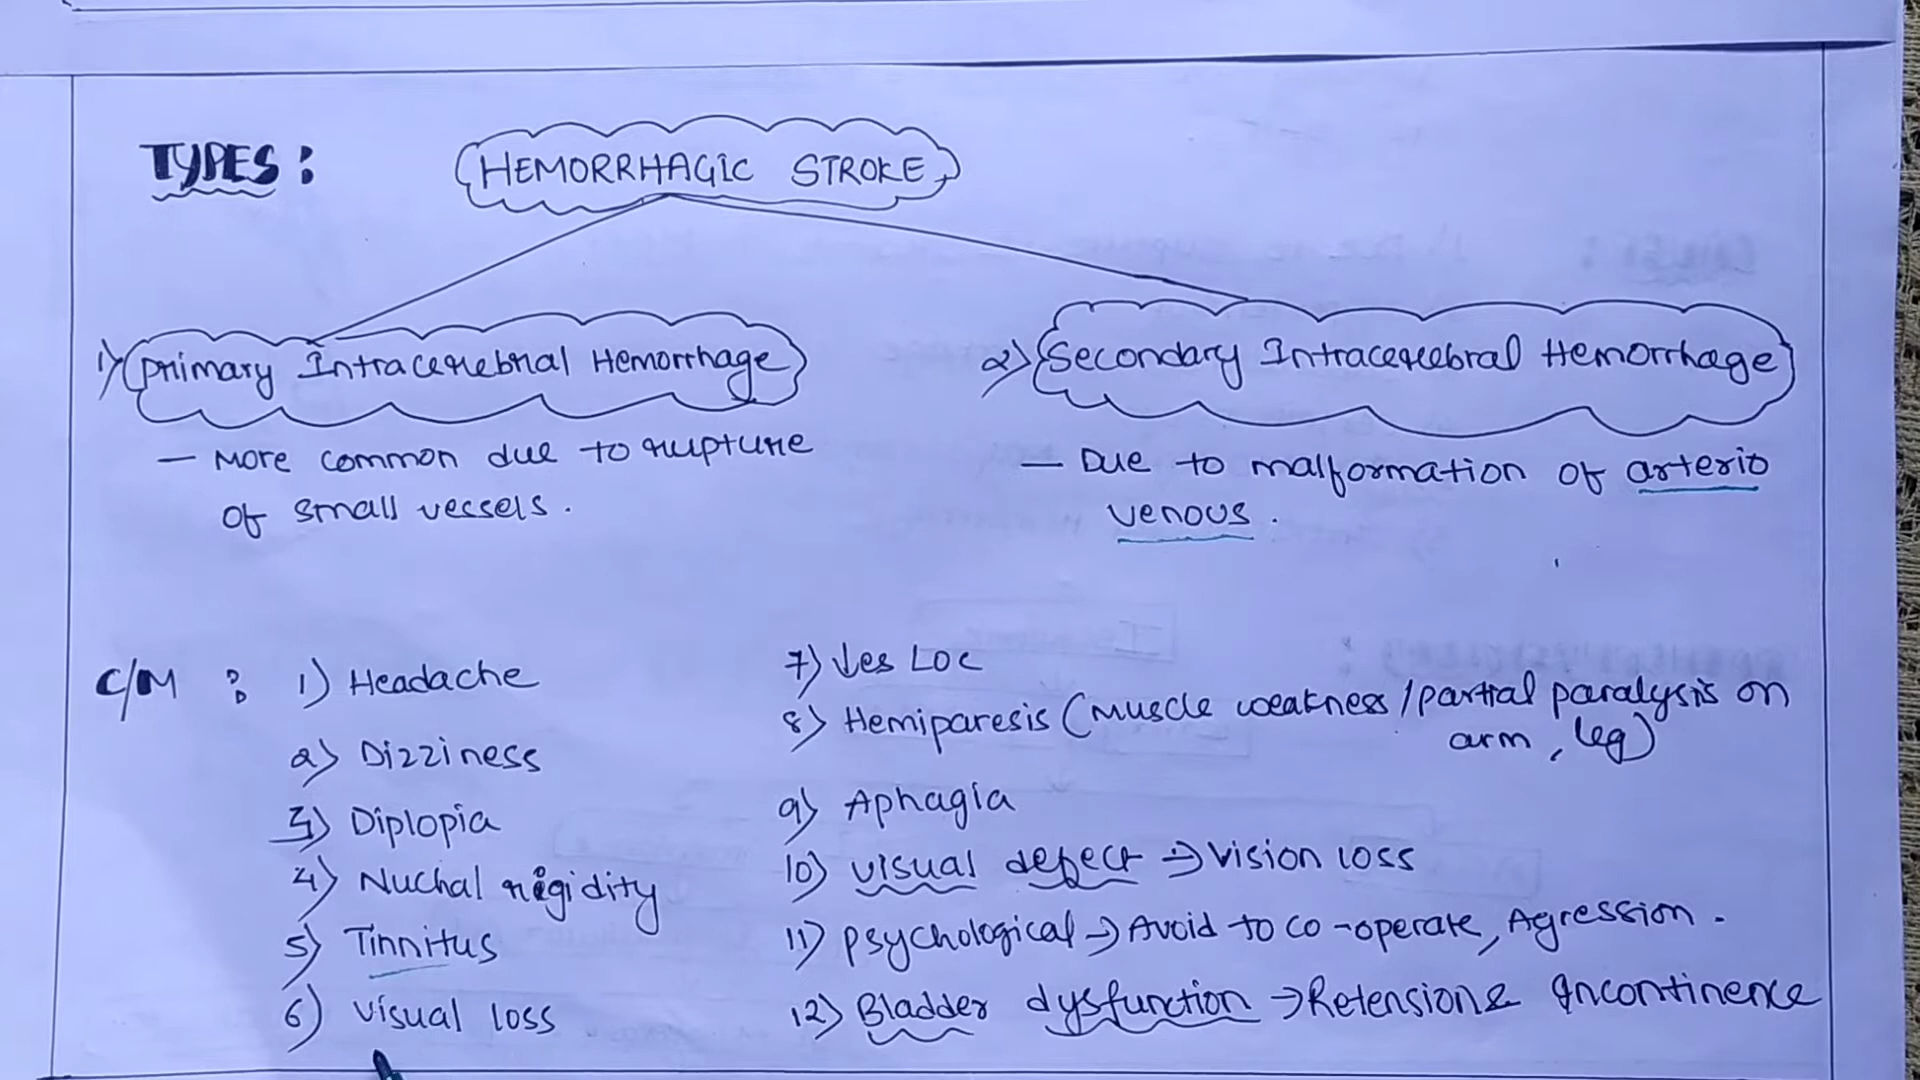 TYPES :
HEMORRHAGIC STROKE
1) Primary Intracerebral Hemorrhage
— More common due to rupture
of small vessels.
2) Secondary Intracerebral Hemorrhage
— Due to malformation of arterio
venous.
C/M :
1) Headache
2) Dizziness
3) Diplopia
4) Nuchal rigidity
5) Tinnitus
6) visual loss
7) ↓es LOC
8) Hemiparesis (Muscle weakness/partial paralysis on
arm, leg)
9) Aphagia
10) visual defect → Vision loss
11) psychological → Avoid to co-operate, Agression.
12) Bladder dysfunction → Retension & Incontinence